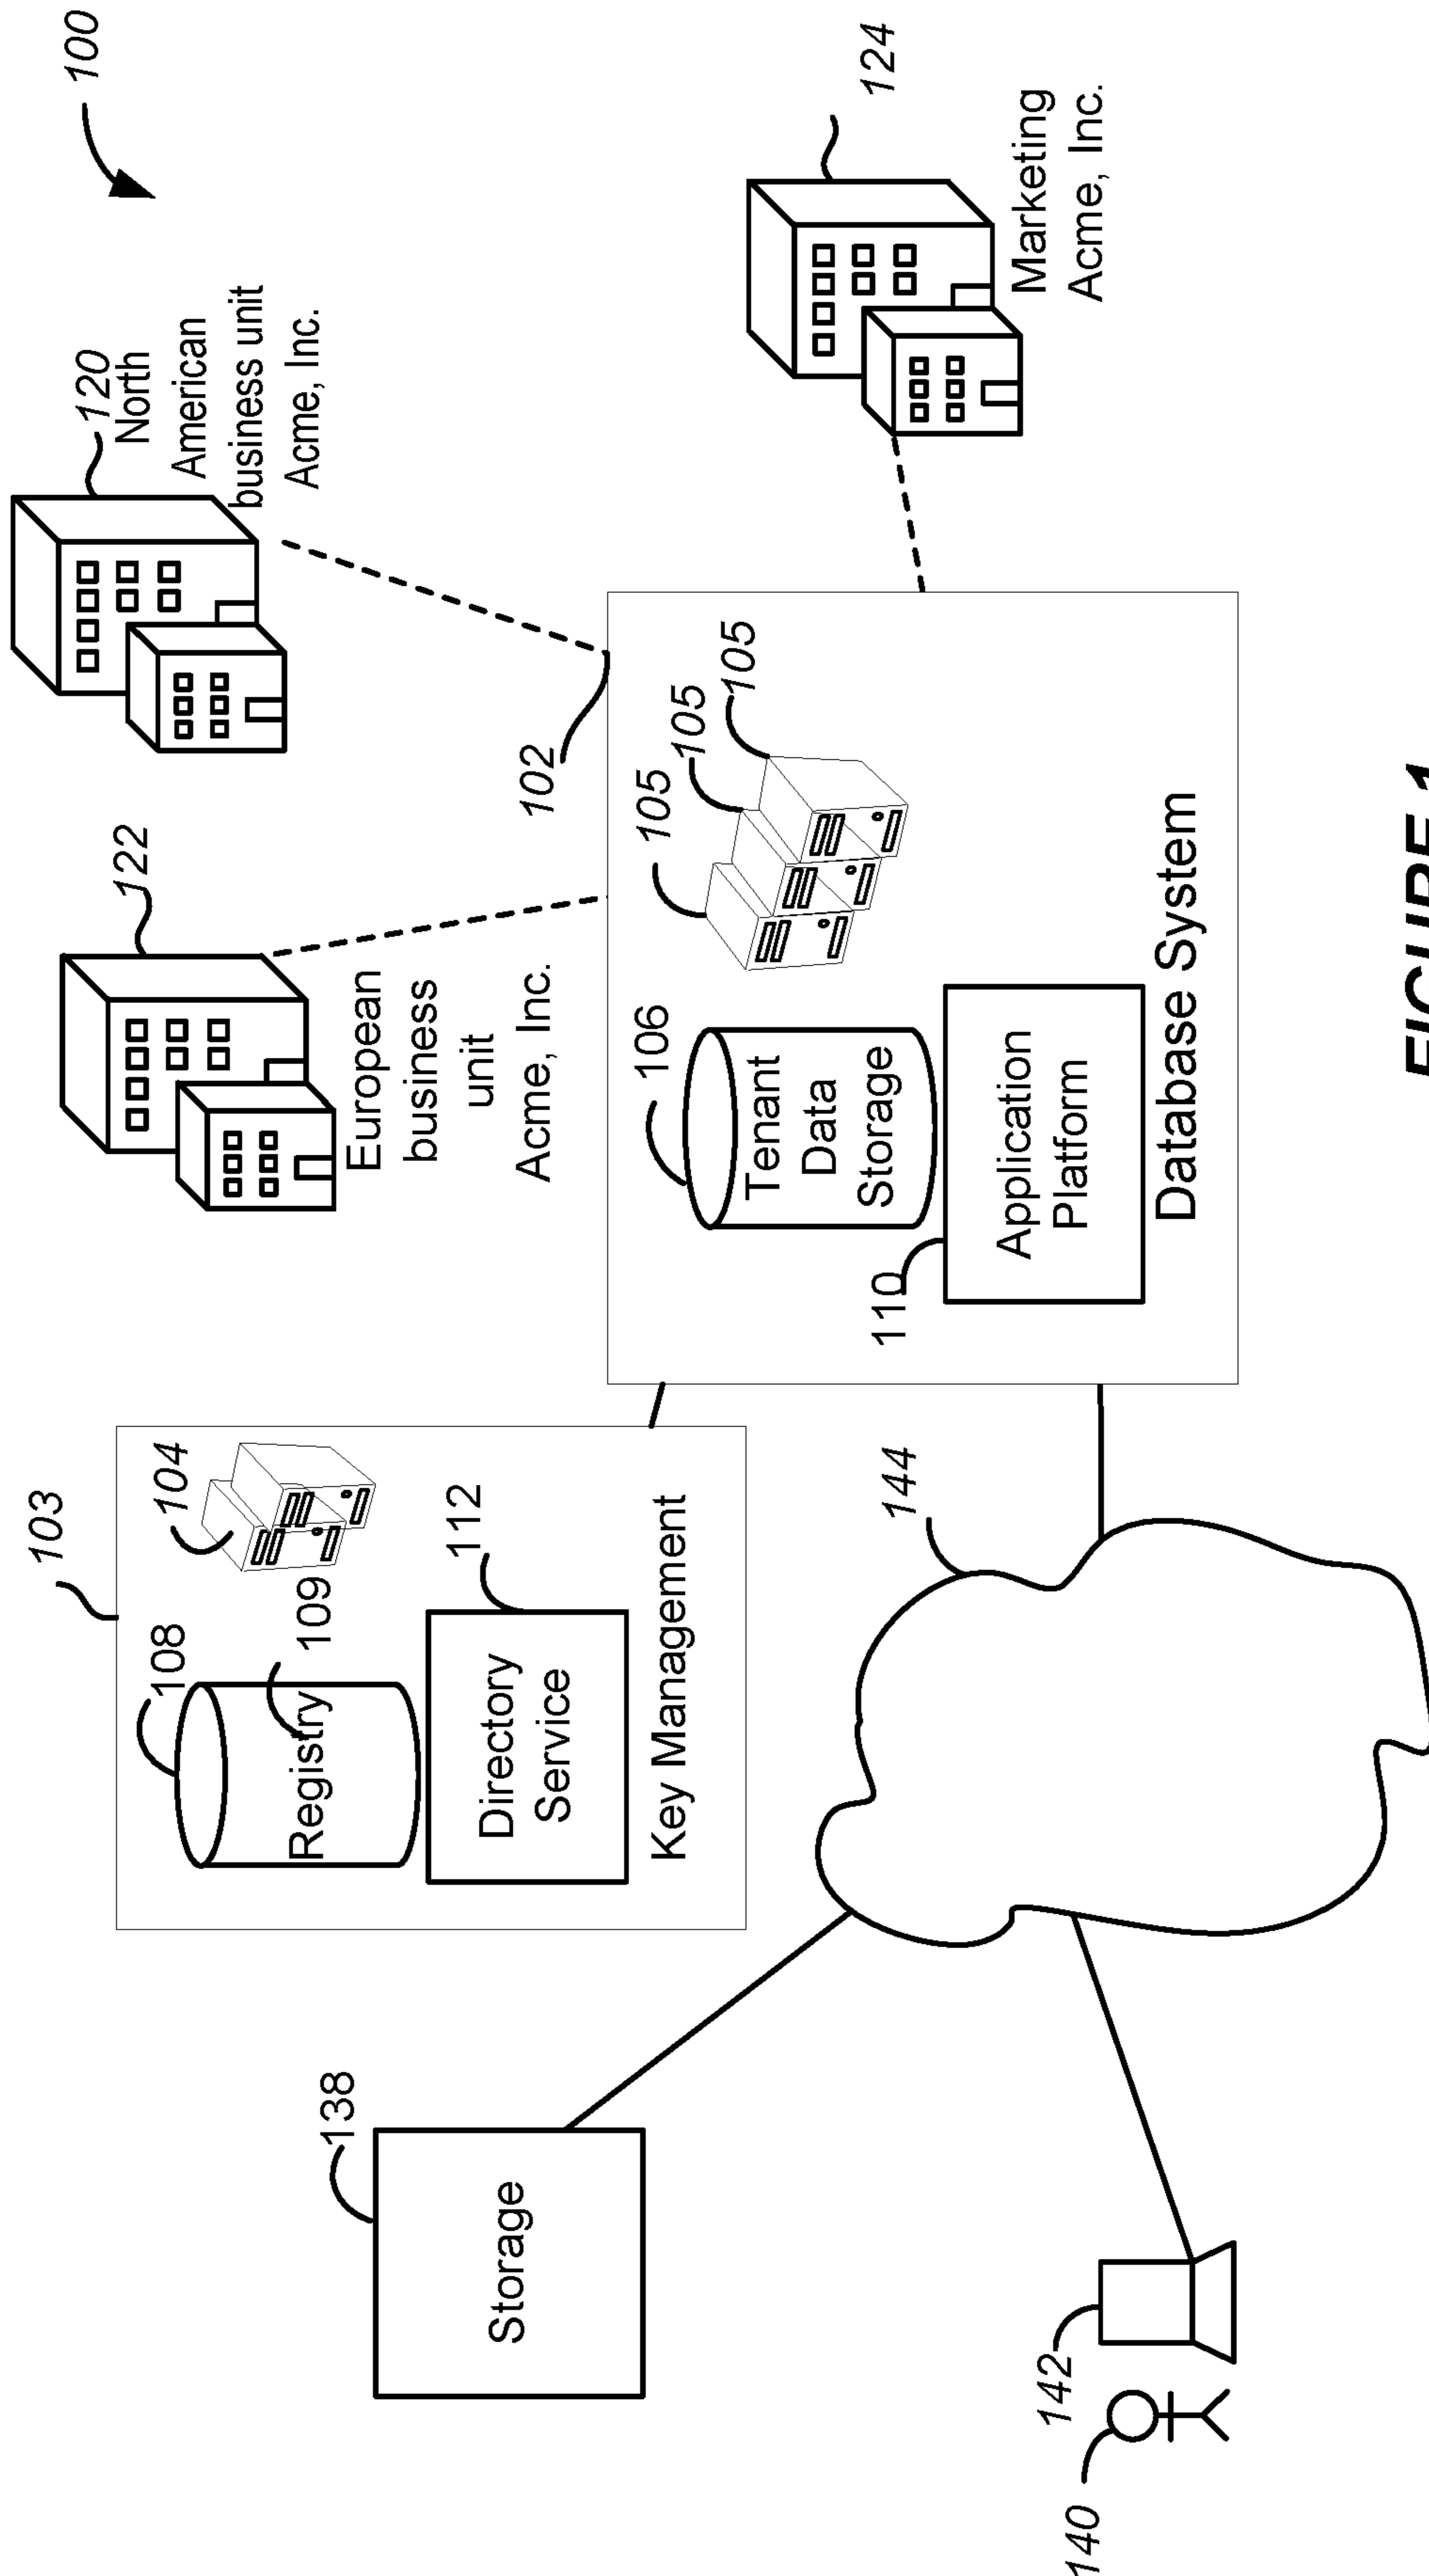 100
120
North
American
business unit
Acme, Inc.
122
European
business
unit
Acme, Inc.
124
Marketing
Acme, Inc.
102
105
105
105
106
Tenant
Data
Storage
110
Application
Platform
Database System
103
104
108
109
Registry
112
Directory
Service
Key Management
138
Storage
144
142
140
FIGURE 1